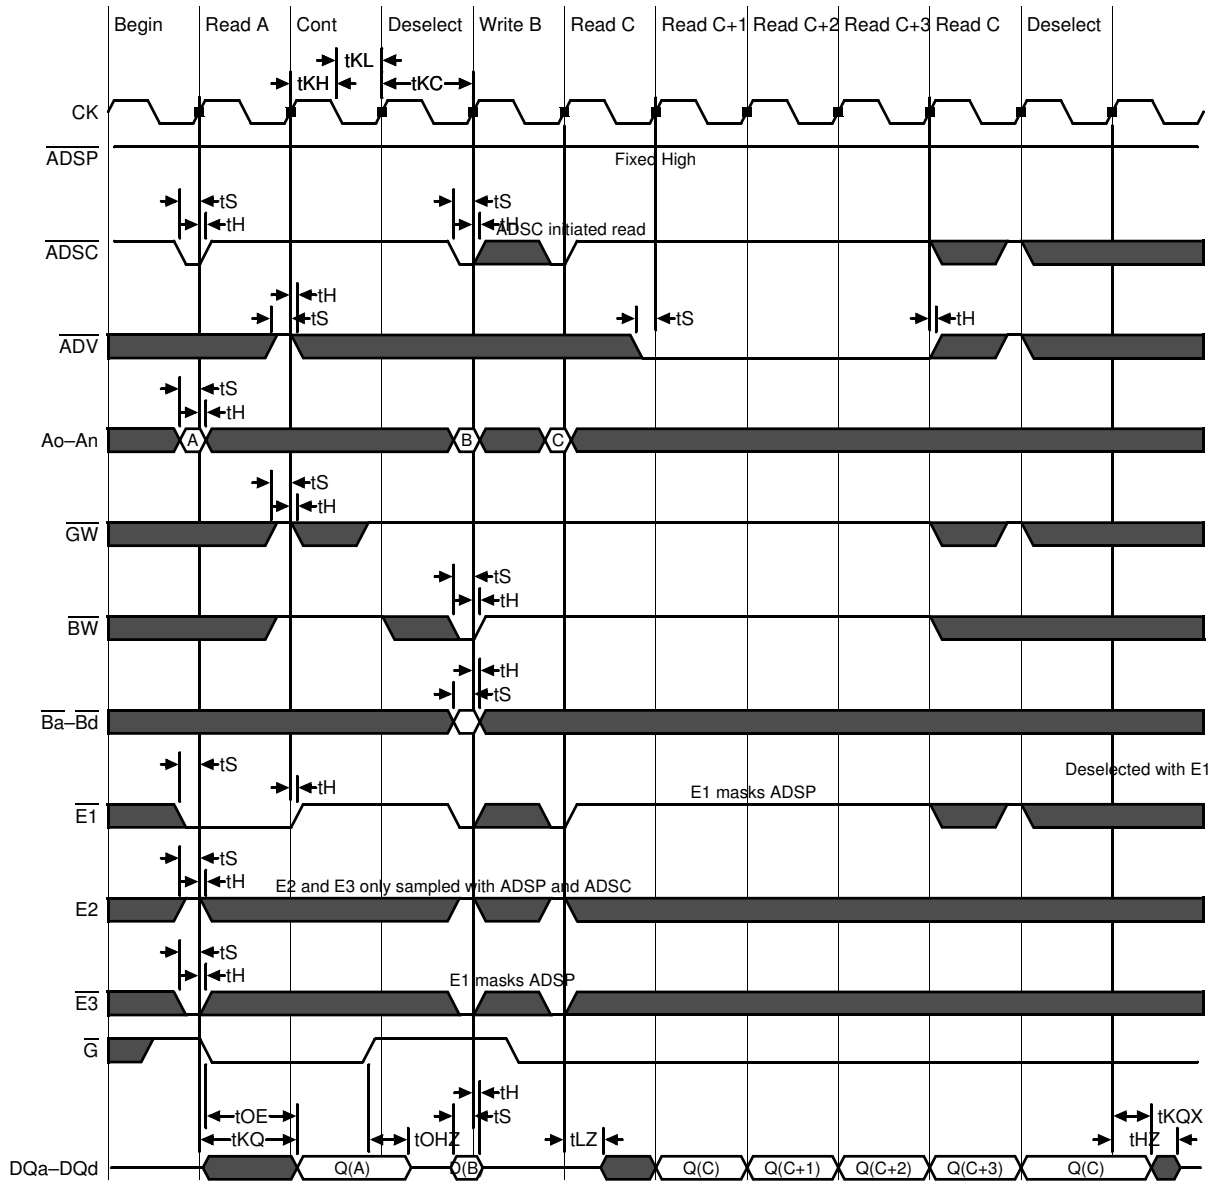 Begin Read A Cont Deselect Write B Read C Read C+1 Read C+2 Read C+3 Read C Deselect
tKL
tKH tKC
CK
ADSP
Fixed High
tS tS
tH tH
ADSC initiated read
ADSC
tH
tS tS tH
ADV
tS
tH
Ao–An A B C
tS
tH
GW
tS
tH
BW
tH
tS
Ba–Bd
tS
Deselected with E1
tH
E1 masks ADSP
E1
tS
tH
E2 and E3 only sampled with ADSP and ADSC
E2
tS
tH
E1 masks ADSP
E3
G
tH
tOE tS tKQX
tKQ tOHZ tLZ tHZ
DQa–DQd Q(A) D(B) Q(C) Q(C+1) Q(C+2) Q(C+3) Q(C)